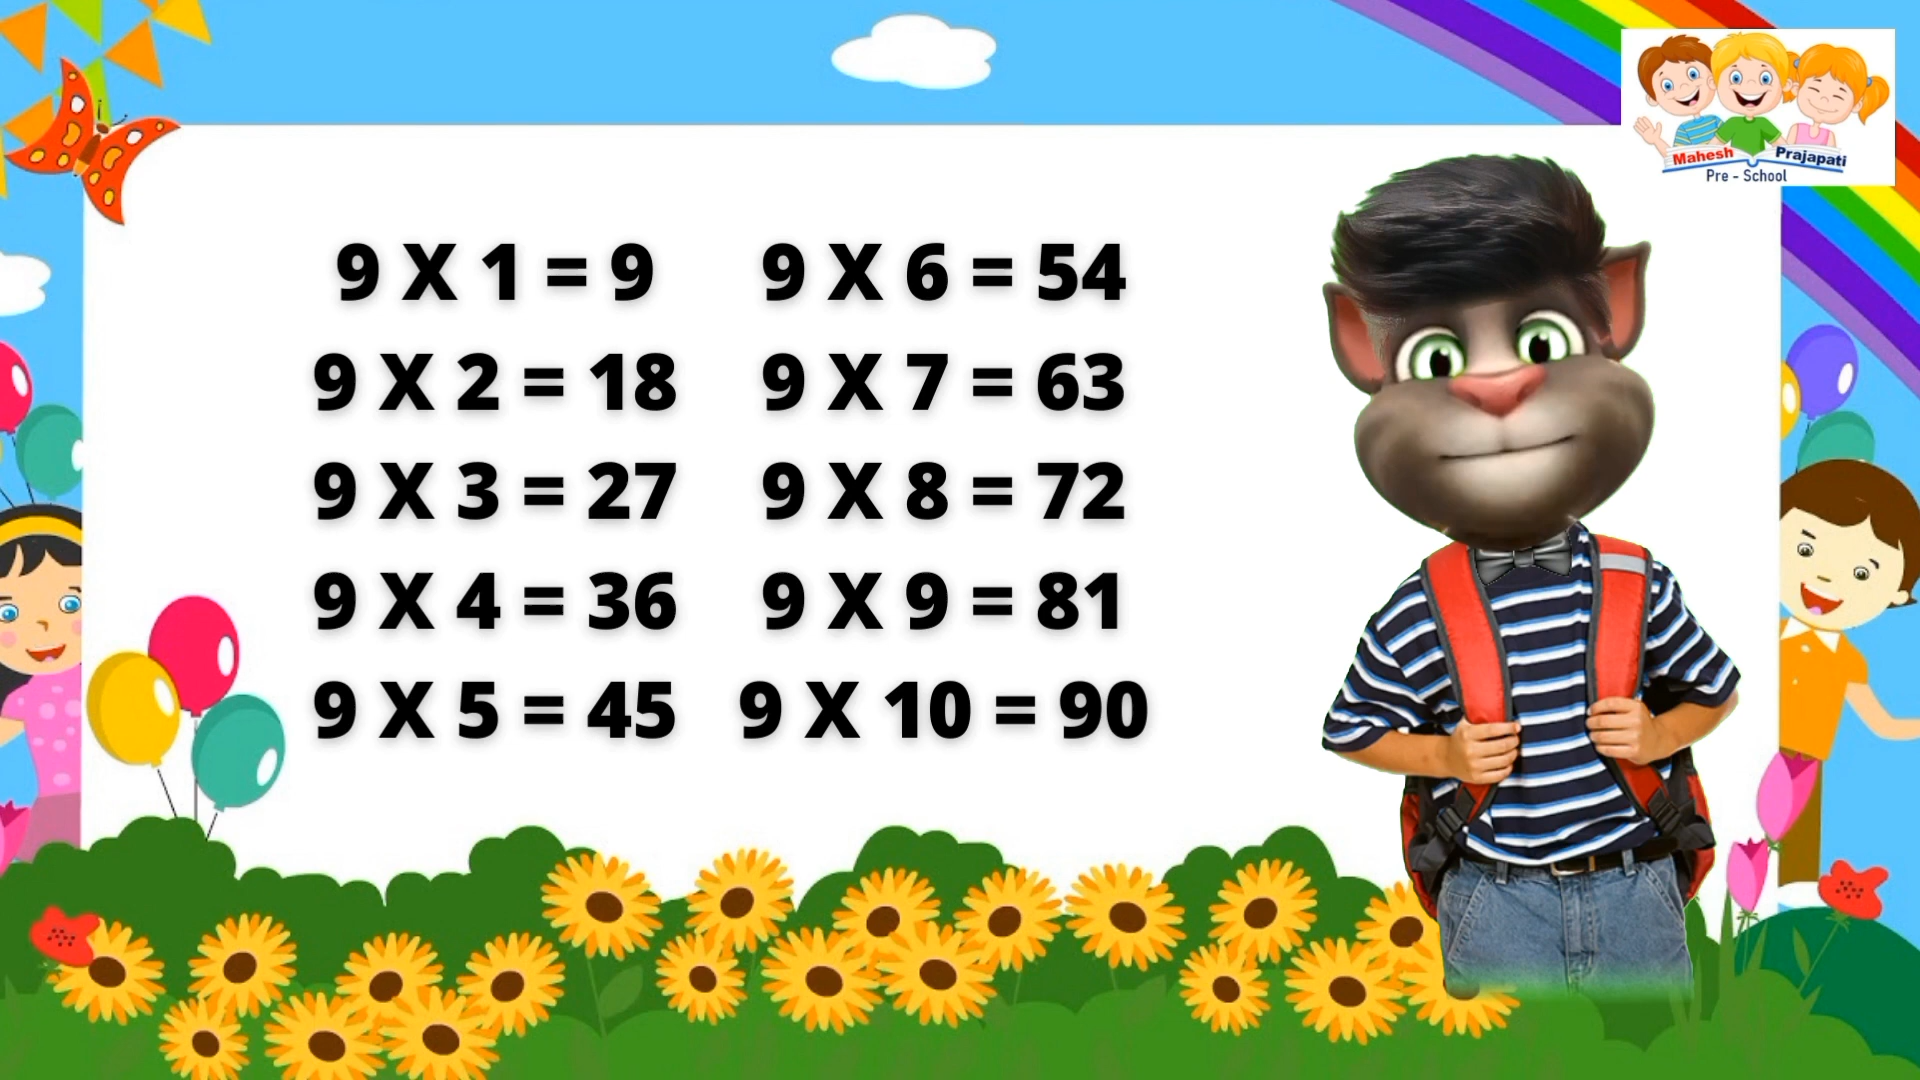 9 X 1 = 9
9 X 2 = 18
9 X 3 = 27
9 X 4 = 36
9 X 5 = 45
9 X 6 = 54
9 X 7 = 63
9 X 8 = 72
9 X 9 = 81
9 X 10 = 90
Mahesh Prajapati
Pre - School